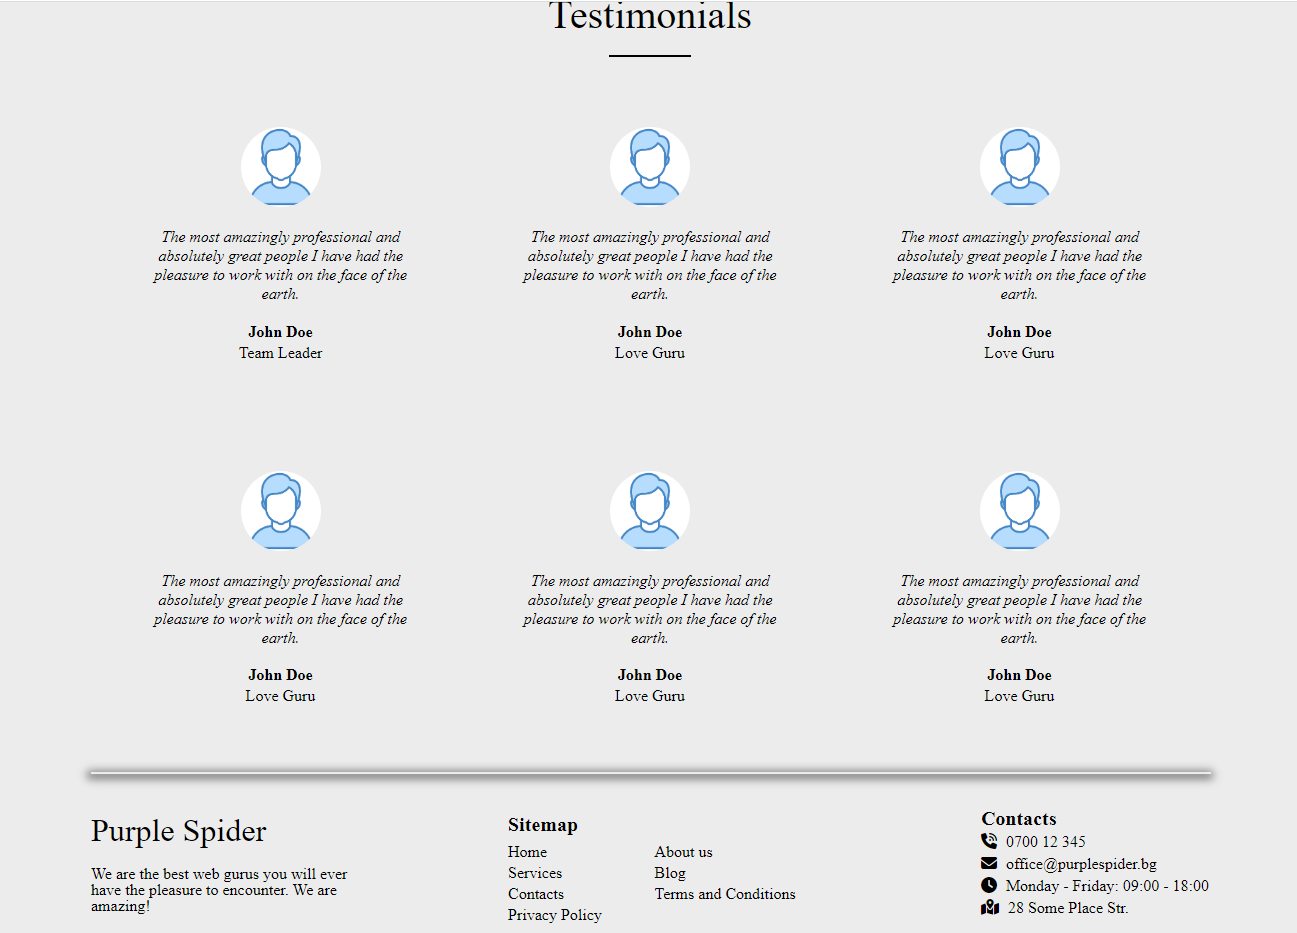 Testimonials
The most amazingly professional and
absolutely great people I have had the
pleasure to work with on the face of the
earth.
John Doe
Team Leader
The most amazingly professional and
absolutely great people I have had the
pleasure to work with on the face of the
earth.
John Doe
Love Guru
The most amazingly professional and
absolutely great people I have had the
pleasure to work with on the face of the
earth.
John Doe
Love Guru
The most amazingly professional and
absolutely great people I have had the
pleasure to work with on the face of the
earth.
John Doe
Love Guru
The most amazingly professional and
absolutely great people I have had the
pleasure to work with on the face of the
earth.
John Doe
Love Guru
The most amazingly professional and
absolutely great people I have had the
pleasure to work with on the face of the
earth.
John Doe
Love Guru
Purple Spider
We are the best web gurus you will ever
have the pleasure to encounter. We are
amazing!
Sitemap
Home
Services
Contacts
Privacy Policy
About us
Blog
Terms and Conditions
Contacts
0700 12 345
office@purplespider.bg
Monday - Friday: 09:00 - 18:00
28 Some Place Str.